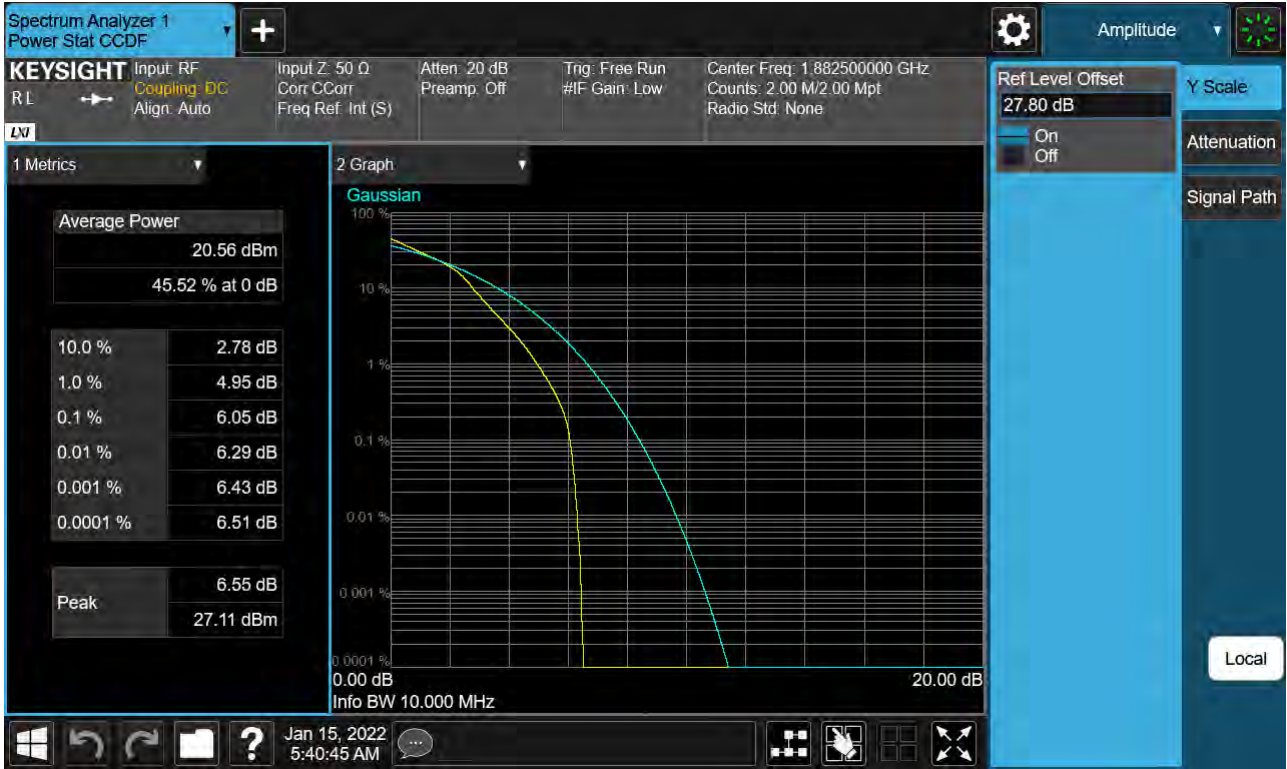 Spectrum Analyzer 1
Power Stat CCDF
+
Amplitude
KEYSIGHT
RL
LXI
Input: RF
Coupling: DC
Align: Auto
Input Z: 50 Ω
Corr CCorr
Freq Ref: Int (S)
Atten: 20 dB
Preamp: Off
Trig: Free Run
#IF Gain: Low
Center Freq: 1.882500000 GHz
Counts: 2.00 M/2.00 Mpt
Radio Std: None
Ref Level Offset
27.80 dB
On
Off
Y Scale
Attenuation
Signal Path
1 Metrics
Average Power
20.56 dBm
45.52 % at 0 dB
10.0 % 2.78 dB
1.0 % 4.95 dB
0.1 % 6.05 dB
0.01 % 6.29 dB
0.001 % 6.43 dB
0.0001 % 6.51 dB
Peak
6.55 dB
27.11 dBm
2 Graph
Gaussian
100 %
10 %
1 %
0.1 %
0.01 %
0.001 %
0.0001 %
0.00 dB 20.00 dB
Info BW 10.000 MHz
Local
?
Jan 15, 2022
5:40:45 AM